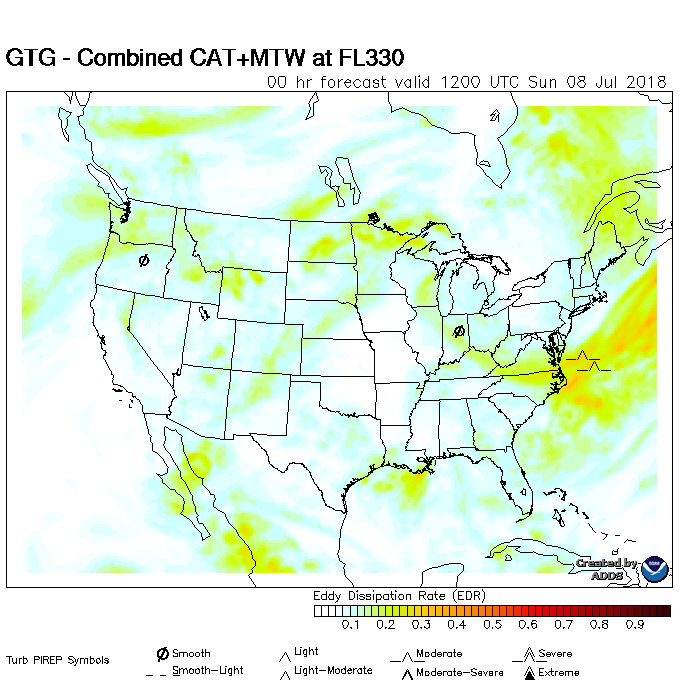 GTG - Combined CAT+MTW at FL330
00 hr forecast valid 1200 UTC Sun 08 Jul 2018
Created by
ADDS
Eddy Dissipation Rate (EDR)
0.1 0.2 0.3 0.4 0.5 0.6 0.7 0.8 0.9
Turb PIREP Symbols
Smooth Light Moderate Severe
Smooth-Light Light-Moderate Moderate-Severe Extreme